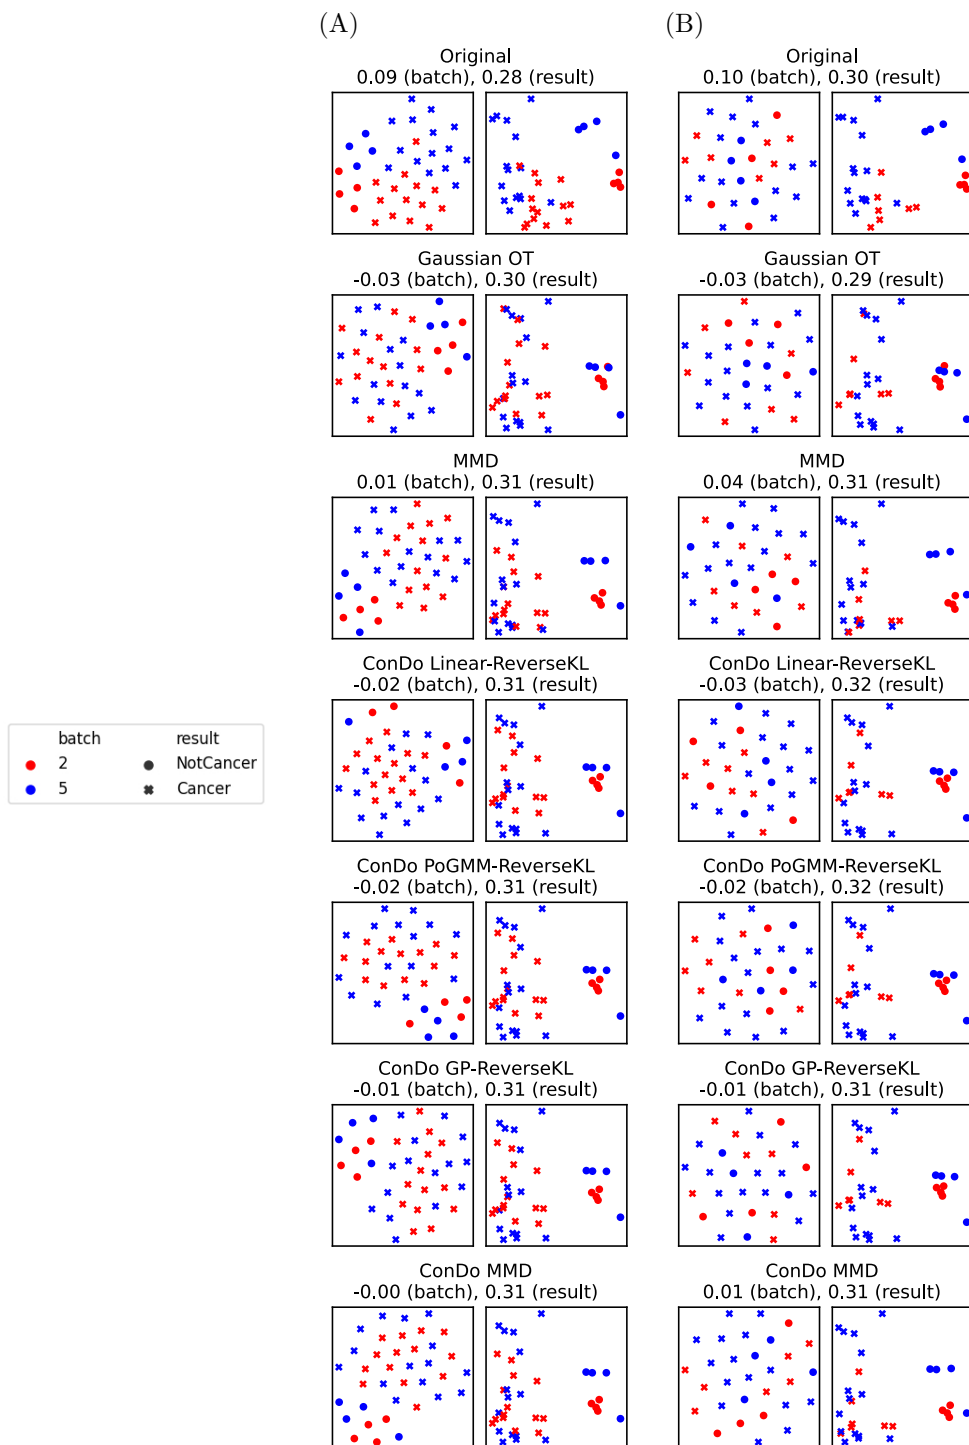 (A)
(B)
Original
0.09 (batch), 0.28 (result)
Original
0.10 (batch), 0.30 (result)
Gaussian OT
-0.03 (batch), 0.30 (result)
Gaussian OT
-0.03 (batch), 0.29 (result)
MMD
0.01 (batch), 0.31 (result)
MMD
0.04 (batch), 0.31 (result)
ConDo Linear-ReverseKL
-0.02 (batch), 0.31 (result)
ConDo Linear-ReverseKL
-0.03 (batch), 0.32 (result)
batch result
2 NotCancer
5 Cancer
ConDo PoGMM-ReverseKL
-0.02 (batch), 0.31 (result)
ConDo PoGMM-ReverseKL
-0.02 (batch), 0.32 (result)
ConDo GP-ReverseKL
-0.01 (batch), 0.31 (result)
ConDo GP-ReverseKL
-0.01 (batch), 0.31 (result)
ConDo MMD
-0.00 (batch), 0.31 (result)
ConDo MMD
0.01 (batch), 0.31 (result)